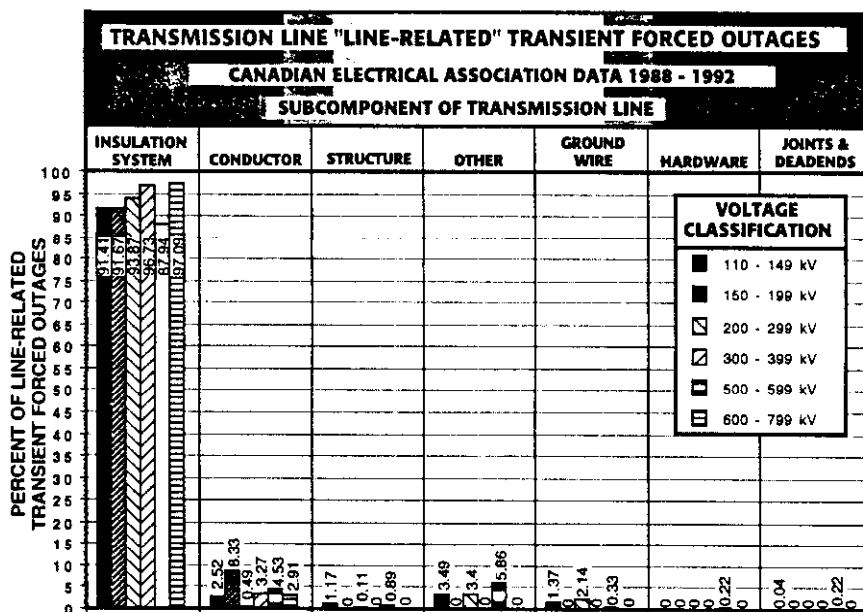 TRANSMISSION LINE "LINE-RELATED" TRANSIENT FORCED OUTAGES
CANADIAN ELECTRICAL ASSOCIATION DATA 1988 - 1992
SUBCOMPONENT OF TRANSMISSION LINE
INSULATION
SYSTEM
CONDUCTOR
STRUCTURE
OTHER
GROUND
WIRE
HARDWARE
JOINTS &
DEADENDS
PERCENT OF LINE-RELATED
TRANSIENT FORCED OUTAGES
100
95
90
85
80
75
70
65
60
55
50
45
40
35
30
25
20
15
10
5
0
VOLTAGE
CLASSIFICATION
110 - 149 kV
150 - 199 kV
200 - 299 kV
300 - 399 kV
500 - 599 kV
600 - 799 kV
91.41
91.67
93.87
96.73
87.94
97.09
2.52
8.33
0.49
3.27
4.53
2.91
1.17
0
0.11
0
0.89
0
3.49
0
3.4
0
5.86
0
1.37
0
2.14
0
0.33
0
0
0
0
0
0.22
0
0.04
0
0
0
0.22
0